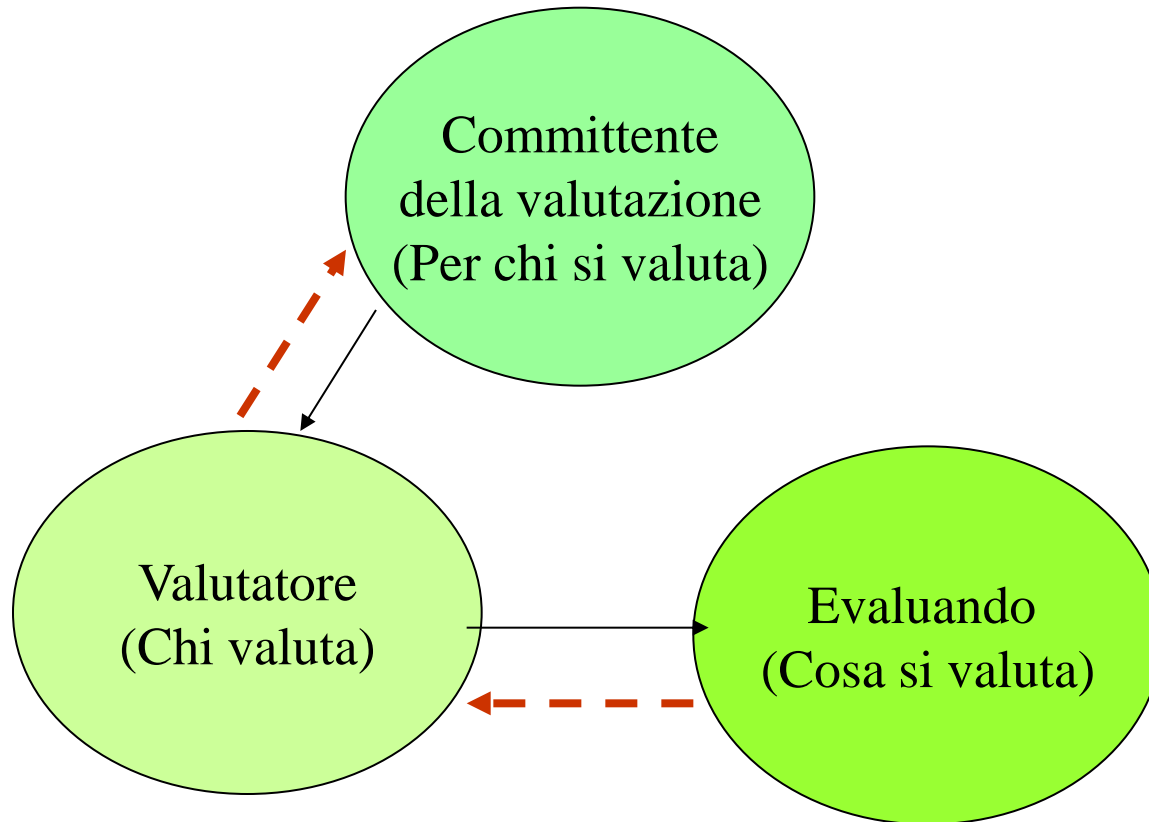 Committente
della valutazione
(Per chi si valuta)
Valutatore
(Chi valuta)
Evaluando
(Cosa si valuta)